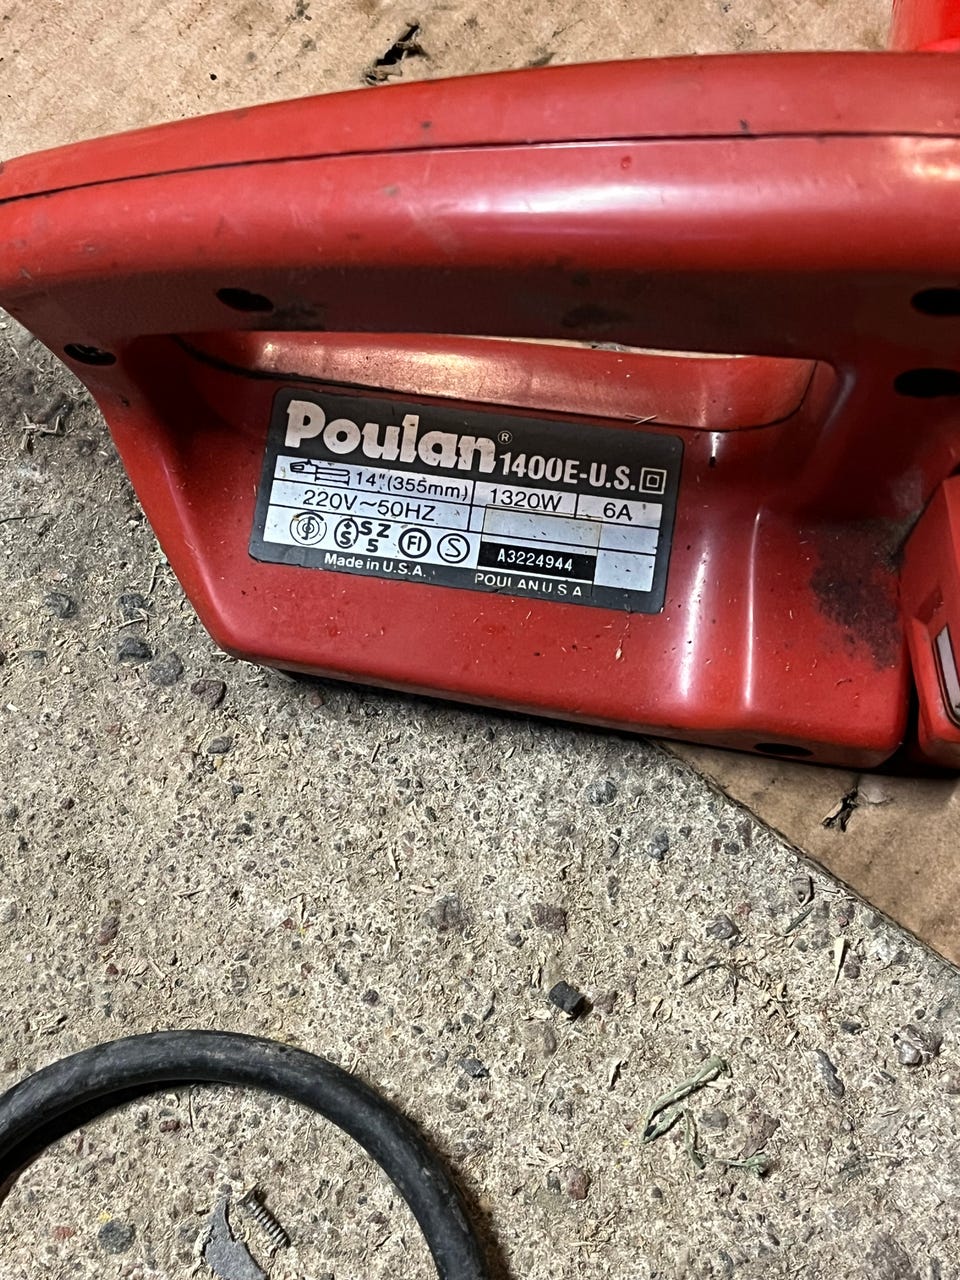 Poulan® 1400E-U.S.
14" (355mm) 1320W 6A
220V~50HZ
S Z S S 5 FI S
A3224944
Made in U.S.A. POULAN U S A